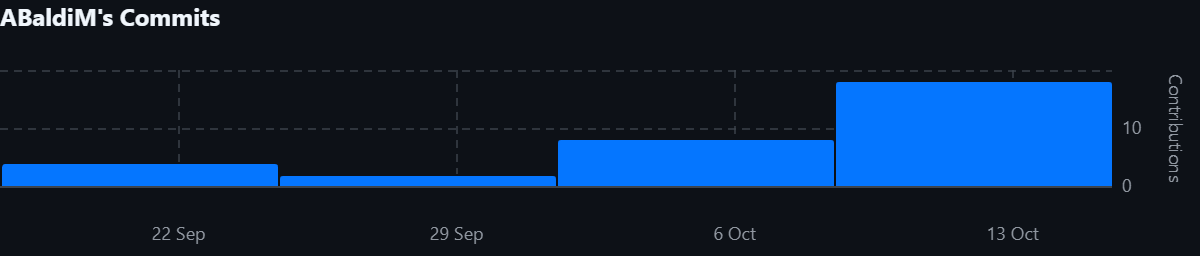 ABaldiM's Commits
10
0
Contributions
22 Sep
29 Sep
6 Oct
13 Oct